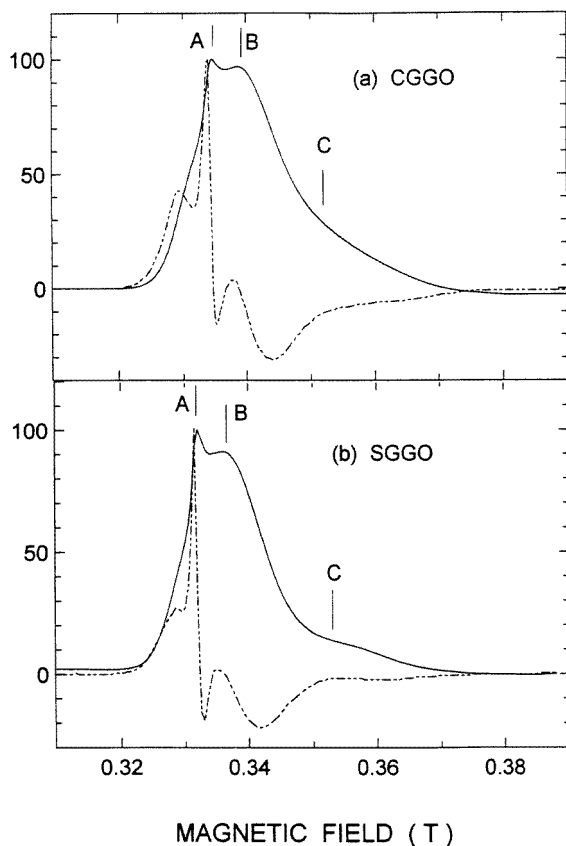 A
B
100
(a) CGGO
50
C
0
A
B
100
(b) SGGO
50
C
0
0.32 0.34 0.36 0.38
MAGNETIC FIELD ( T )